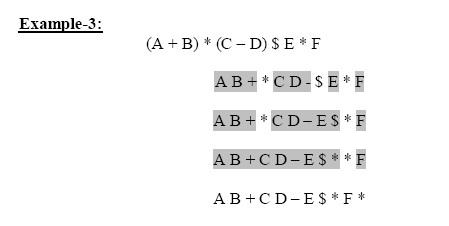 Example-3:
(A + B) * (C – D) $ E * F
A B + * C D - $ E * F
A B + * C D – E $ * F
A B + C D – E $ * * F
A B + C D – E $ * F *